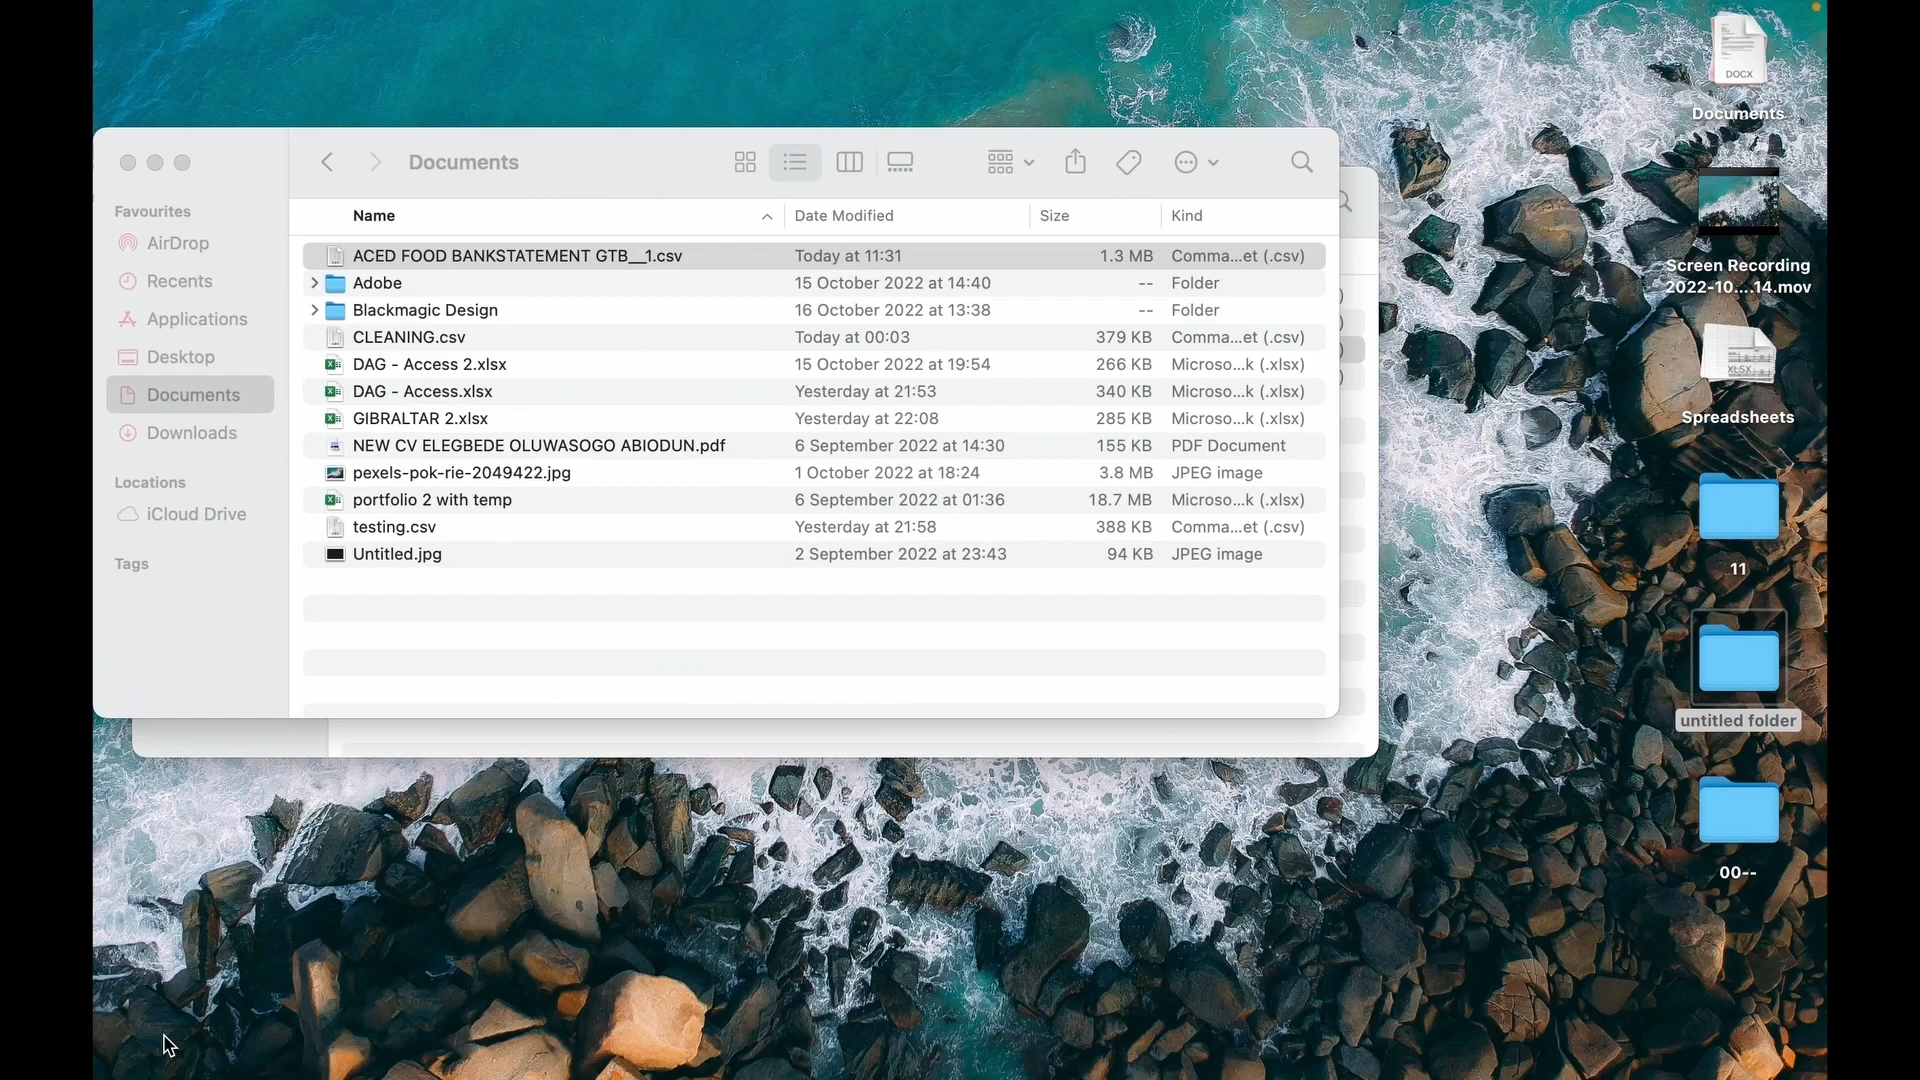 Documents
Name
Date Modified
Size
Kind
Favourites
AirDrop
Recents
Applications
Desktop
Documents
Downloads
Locations
iCloud Drive
Tags
ACED FOOD BANKSTATEMENT GTB__1.csv Today at 11:31 1.3 MB Comma...et (.csv)
Adobe 15 October 2022 at 14:40 -- Folder
Blackmagic Design 16 October 2022 at 13:38 -- Folder
CLEANING.csv Today at 00:03 379 KB Comma...et (.csv)
DAG - Access 2.xlsx 15 October 2022 at 19:54 266 KB Microso...k (.xlsx)
DAG - Access.xlsx Yesterday at 21:53 340 KB Microso...k (.xlsx)
GIBRALTAR 2.xlsx Yesterday at 22:08 285 KB Microso...k (.xlsx)
NEW CV ELEGBEDE OLUWASOGO ABIODUN.pdf 6 September 2022 at 14:30 155 KB PDF Document
pexels-pok-rie-2049422.jpg 1 October 2022 at 18:24 3.8 MB JPEG image
portfolio 2 with temp 6 September 2022 at 01:36 18.7 MB Microso...k (.xlsx)
testing.csv Yesterday at 21:58 388 KB Comma...et (.csv)
Untitled.jpg 2 September 2022 at 23:43 94 KB JPEG image
DOCX
Documents
Screen Recording
2022-10....14.mov
XLSX
Spreadsheets
11
untitled folder
00--